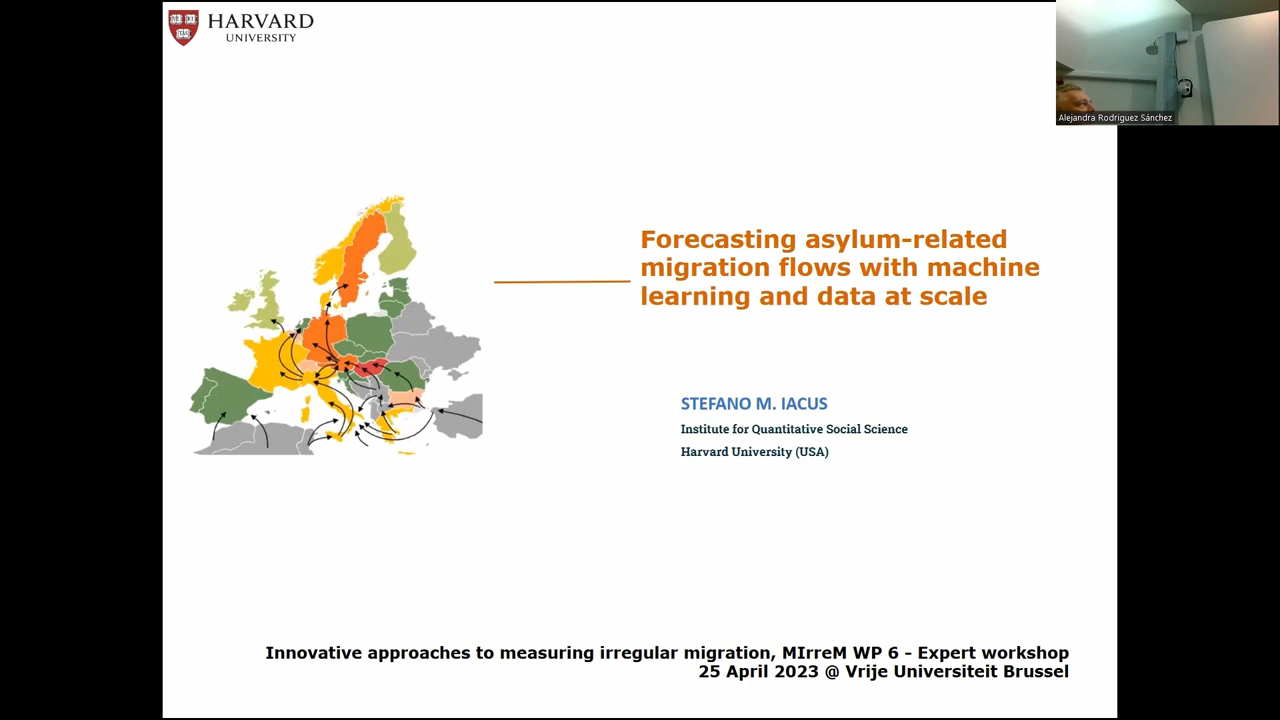 HARVARD
UNIVERSITY
Alejandra Rodriguez Sánchez
Forecasting asylum-related
migration flows with machine
learning and data at scale
STEFANO M. IACUS
Institute for Quantitative Social Science
Harvard University (USA)
Innovative approaches to measuring irregular migration, MIrreM WP 6 - Expert workshop
25 April 2023 @ Vrije Universiteit Brussel